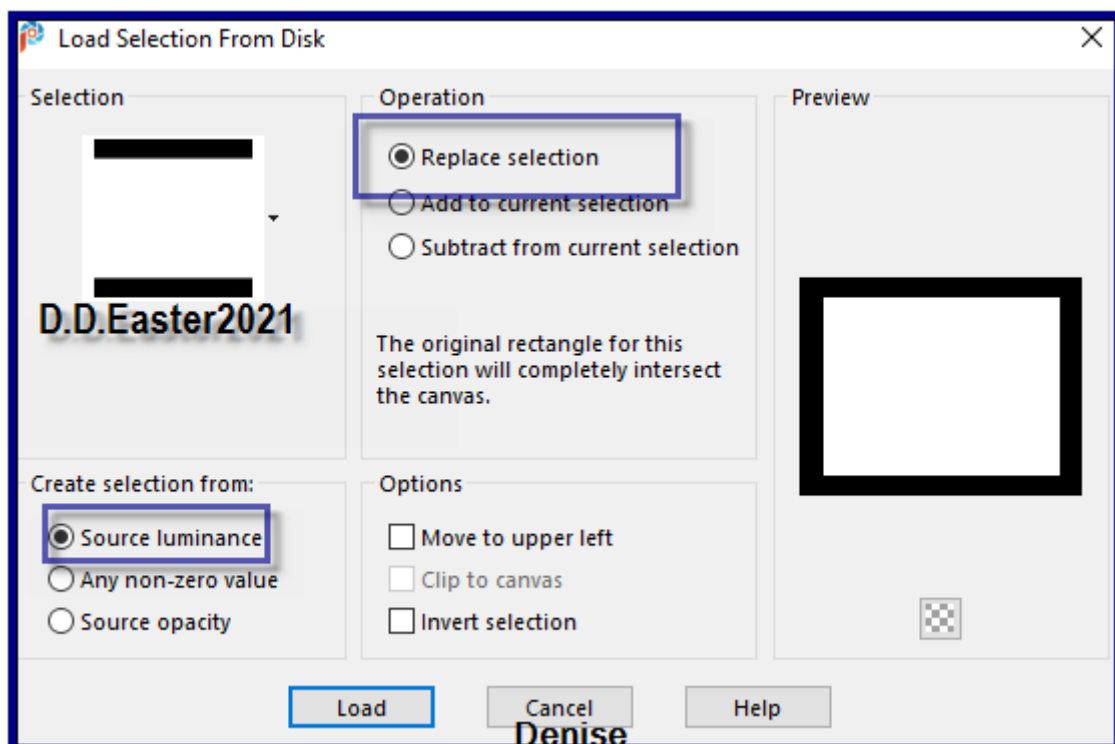 Load Selection From Disk
Selection
D.D.Easter2021
Operation
Replace selection
Add to current selection
Subtract from current selection
The original rectangle for this
selection will completely intersect
the canvas.
Preview
Create selection from:
Source luminance
Any non-zero value
Source opacity
Options
Move to upper left
Clip to canvas
Invert selection
Load
Cancel
Help
Denise